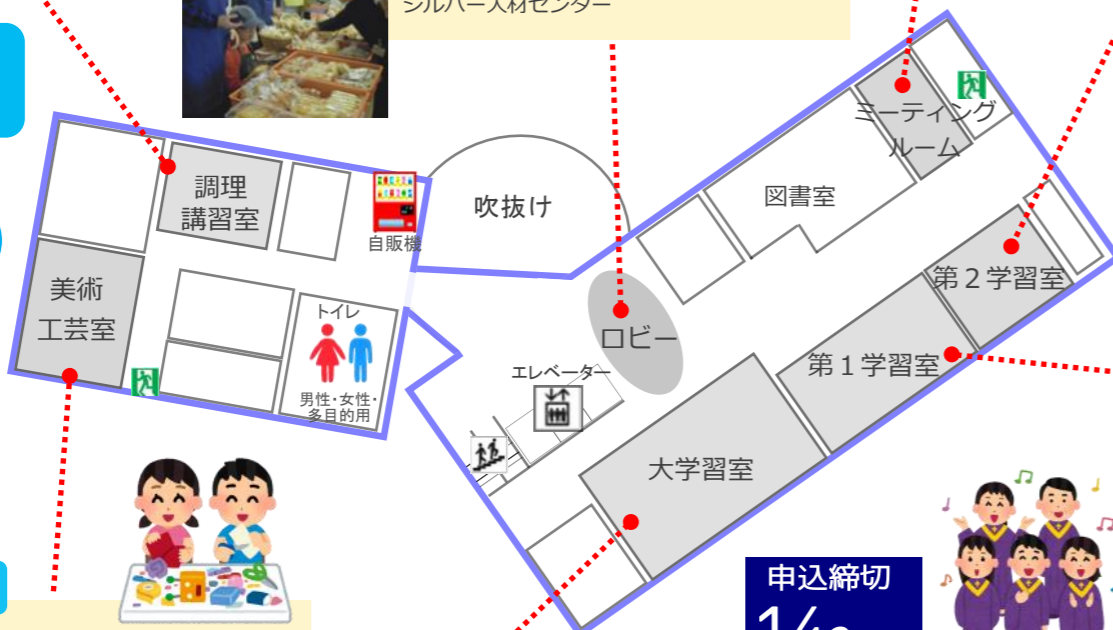 シルバー人材センター
ミーティング
ルーム
調理
講習室
吹抜け
図書室
自販機
第２学習室
美術
工芸室
トイレ
ロビー
第１学習室
エレベーター
男性・女性・
多目的用
大学習室
申込締切